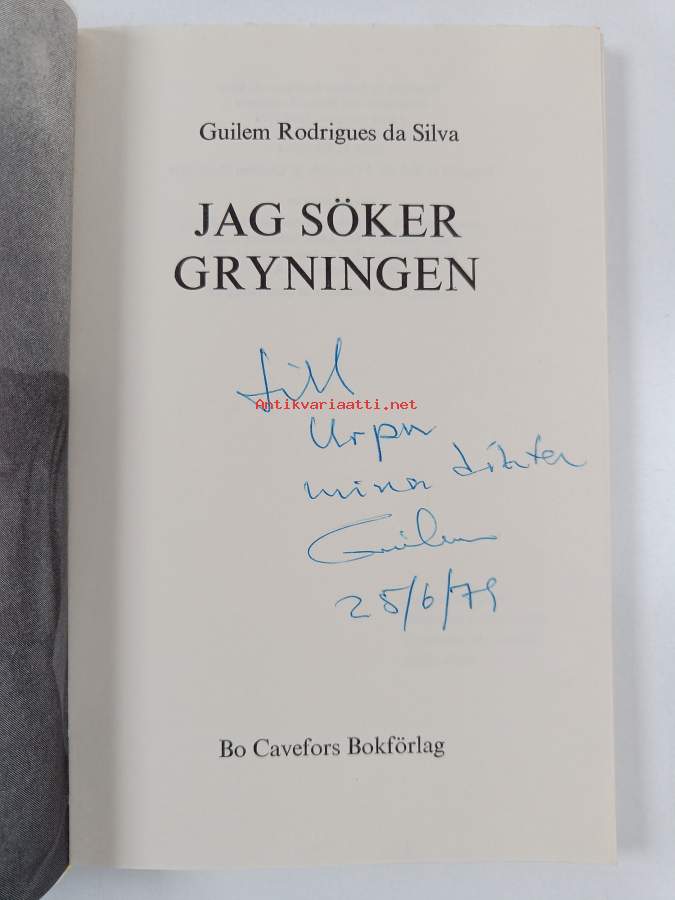 Guilem Rodrigues da Silva
JAG SÖKER
GRYNINGEN
till
Antikvariaatti.net
Urpu
mina dikter
Guilem
25/6/79
Bo Cavefors Bokförlag